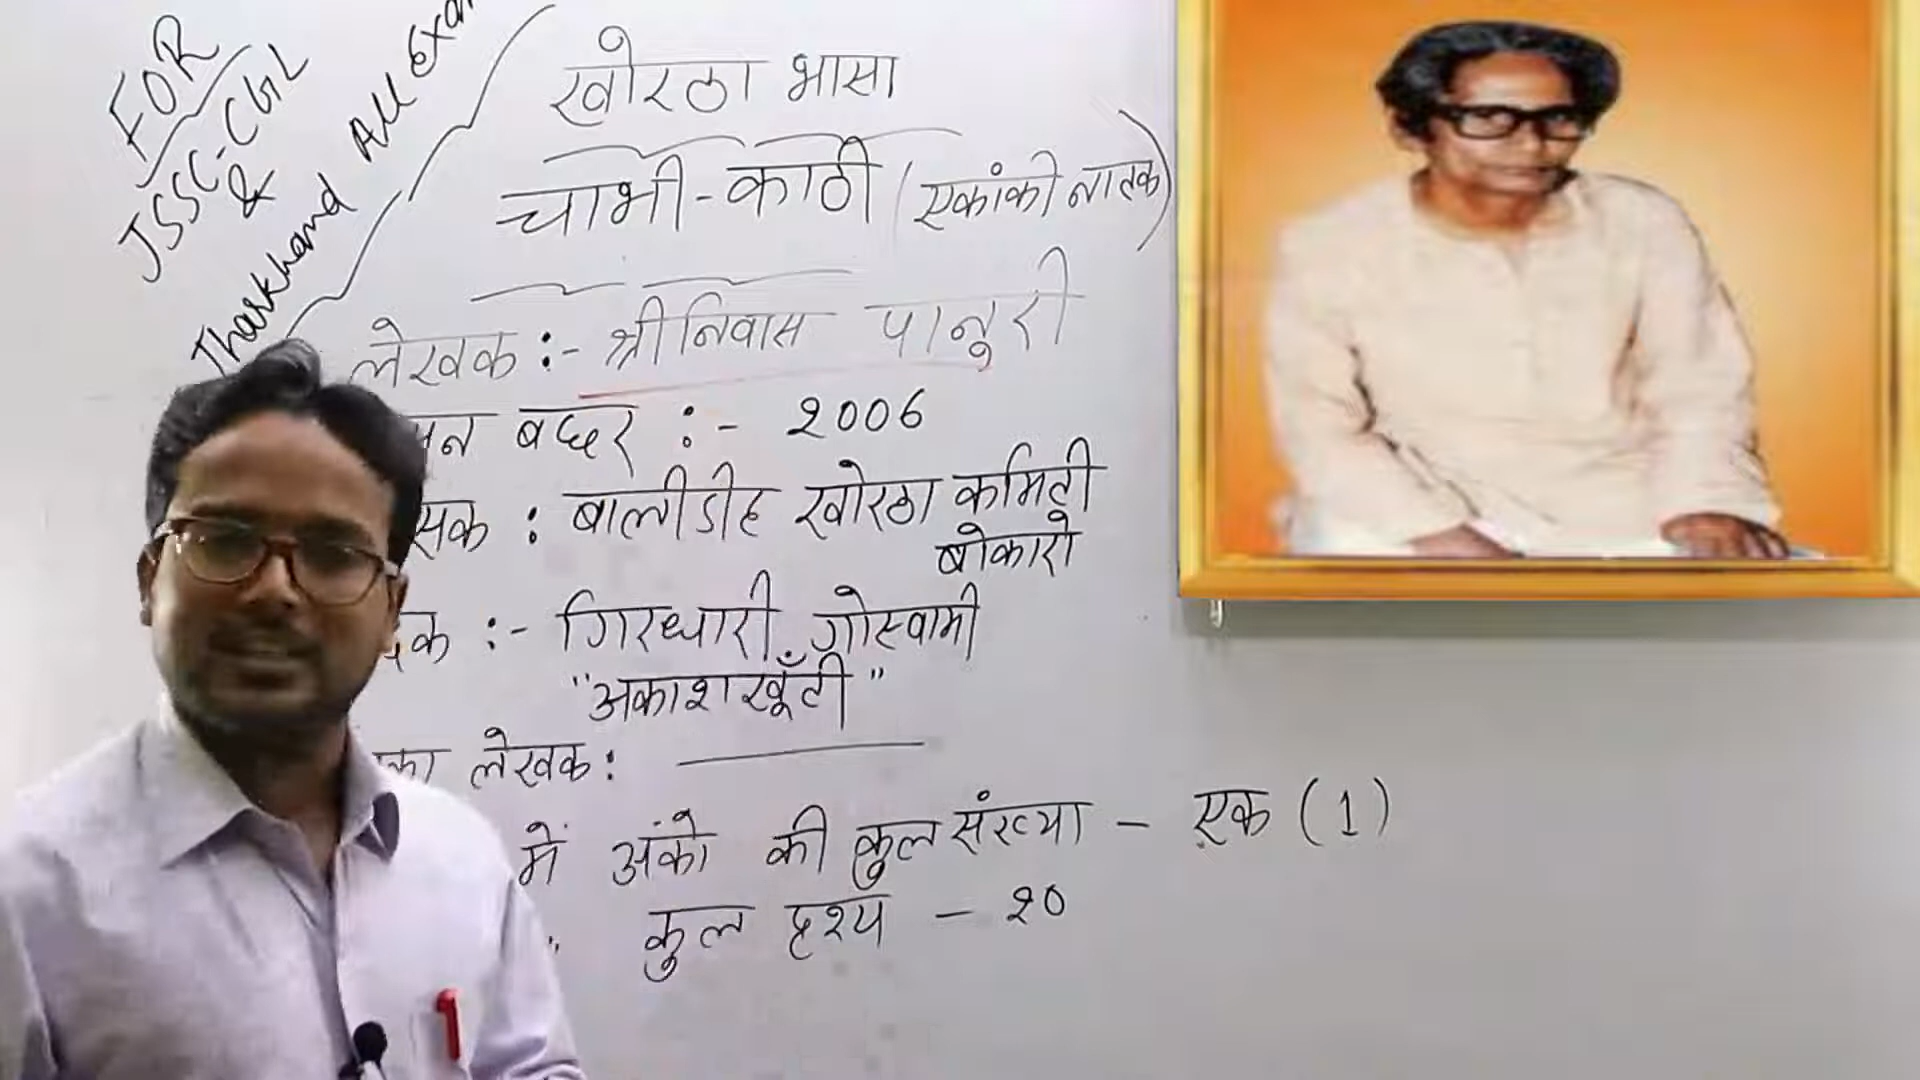 FOR
JSSC-CGL
&
Jharkhand All Exam
खोरठा भासा
चाभी-काठी (एकांकी नाटक)
लेखक :- श्रीनिवास पानुरी
बछर :- 2006
सक : बालीडीह खोरठा कमिटी
बोकारो
क :- गिरधारी गोस्वामी
"अकाशखूँटी"
का लेखक :
में अंको की कुल संख्या - एक (1)
" कुल दृश्य - 20